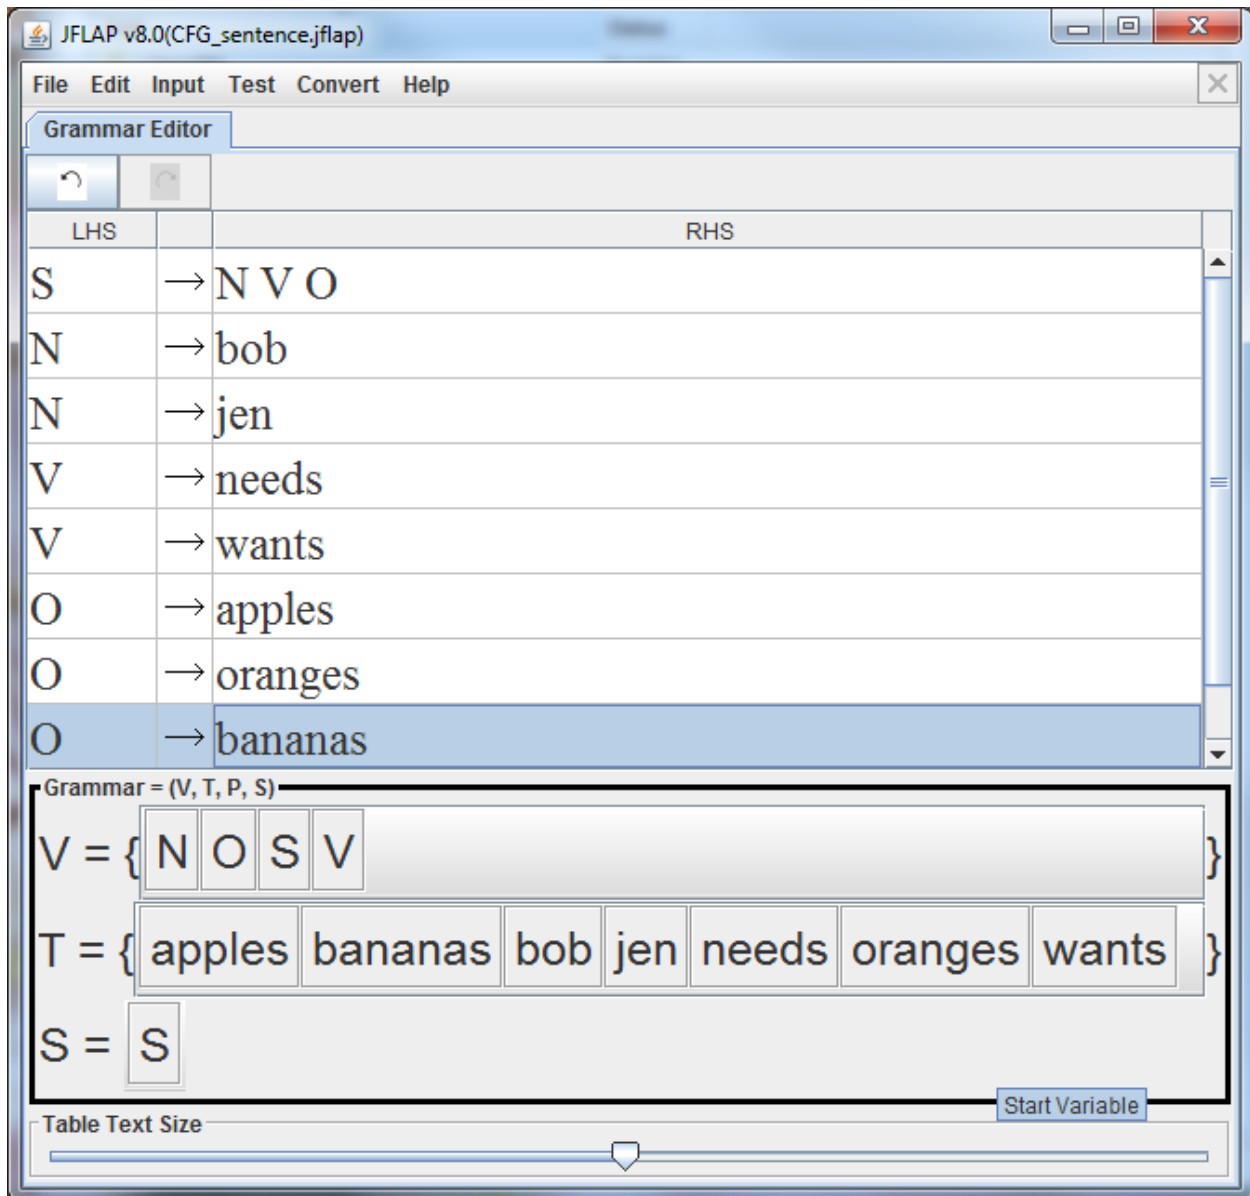 JFLAP v8.0(CFG_sentence.jflap)
File Edit Input Test Convert Help
Grammar Editor
LHS RHS
S → N V O
N → bob
N → jen
V → needs
V → wants
O → apples
O → oranges
O → bananas
Grammar = (V, T, P, S)
V = { N O S V }
T = { apples bananas bob jen needs oranges wants }
S = S
Start Variable
Table Text Size